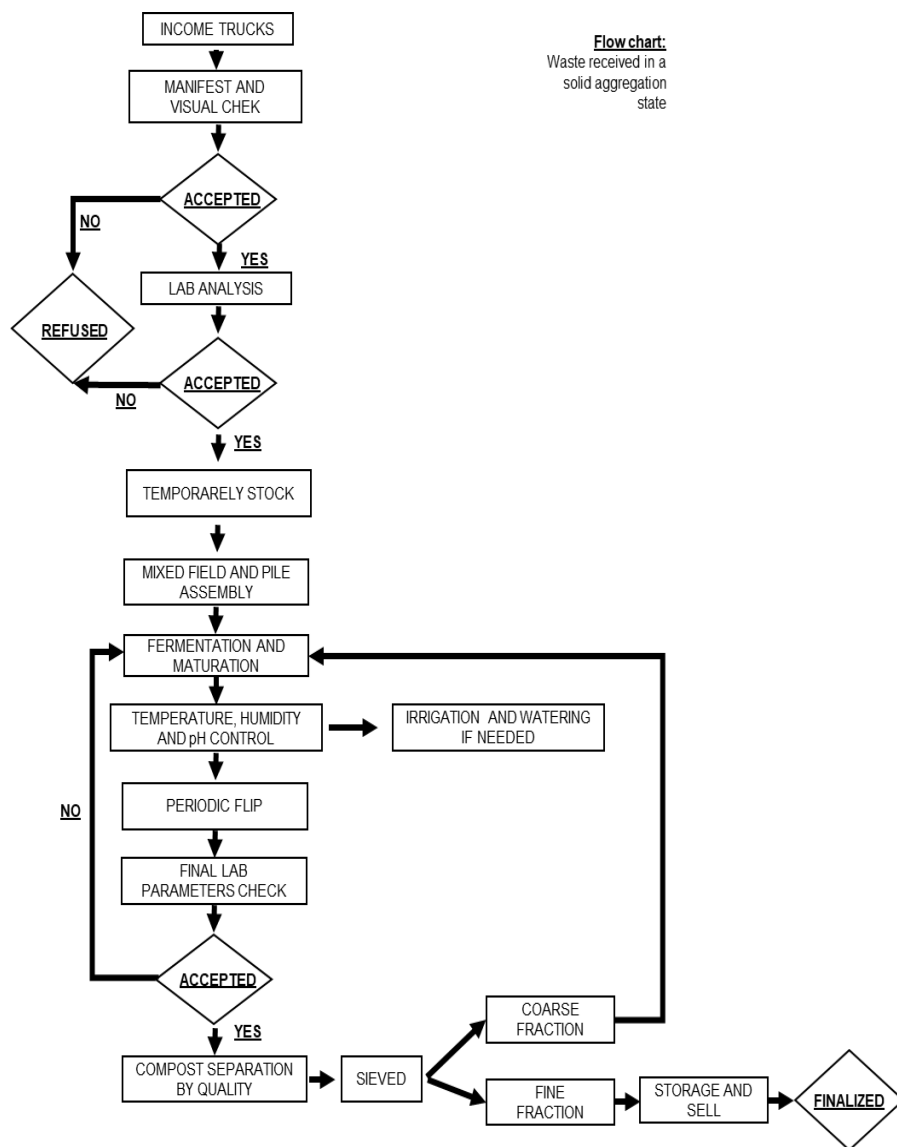 INCOME TRUCKS
Flow chart:
Waste received in a
solid aggregation
state
MANIFEST AND
VISUAL CHEK
ACCEPTED
NO
YES
LAB ANALYSIS
REFUSED
ACCEPTED
NO
YES
TEMPORARELY STOCK
MIXED FIELD AND PILE
ASSEMBLY
FERMENTATION AND
MATURATION
TEMPERATURE, HUMIDITY
AND pH CONTROL
IRRIGATION AND WATERING
IF NEEDED
PERIODIC FLIP
NO
FINAL LAB
PARAMETERS CHECK
ACCEPTED
YES
COMPOST SEPARATION
BY QUALITY
SIEVED
COARSE
FRACTION
FINE
FRACTION
STORAGE AND
SELL
FINALIZED